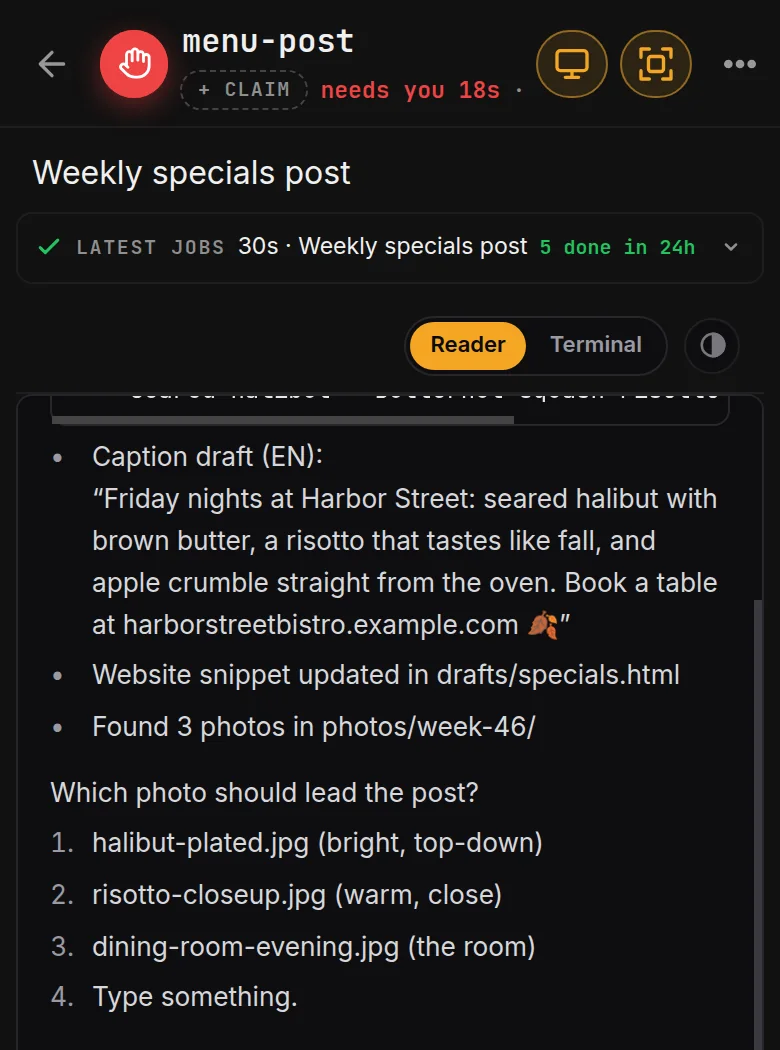 menu-post
+ CLAIM needs you 18s ·
Weekly specials post
LATEST JOBS 30s · Weekly specials post 5 done in 24h
Reader Terminal
• Caption draft (EN):
“Friday nights at Harbor Street: seared halibut with
brown butter, a risotto that tastes like fall, and
apple crumble straight from the oven. Book a table
at harborstreetbistro.example.com 🍂”
• Website snippet updated in drafts/specials.html
• Found 3 photos in photos/week-46/
Which photo should lead the post?
1. halibut-plated.jpg (bright, top-down)
2. risotto-closeup.jpg (warm, close)
3. dining-room-evening.jpg (the room)
4. Type something.